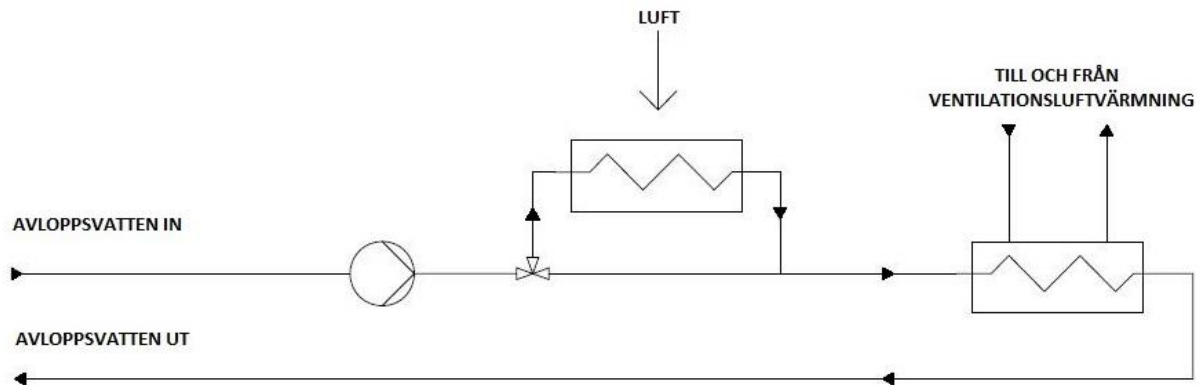 LUFT
TILL OCH FRÅN
VENTILATIONSLUFTVÄRMNING
AVLOPPSVATTEN IN
AVLOPPSVATTEN UT